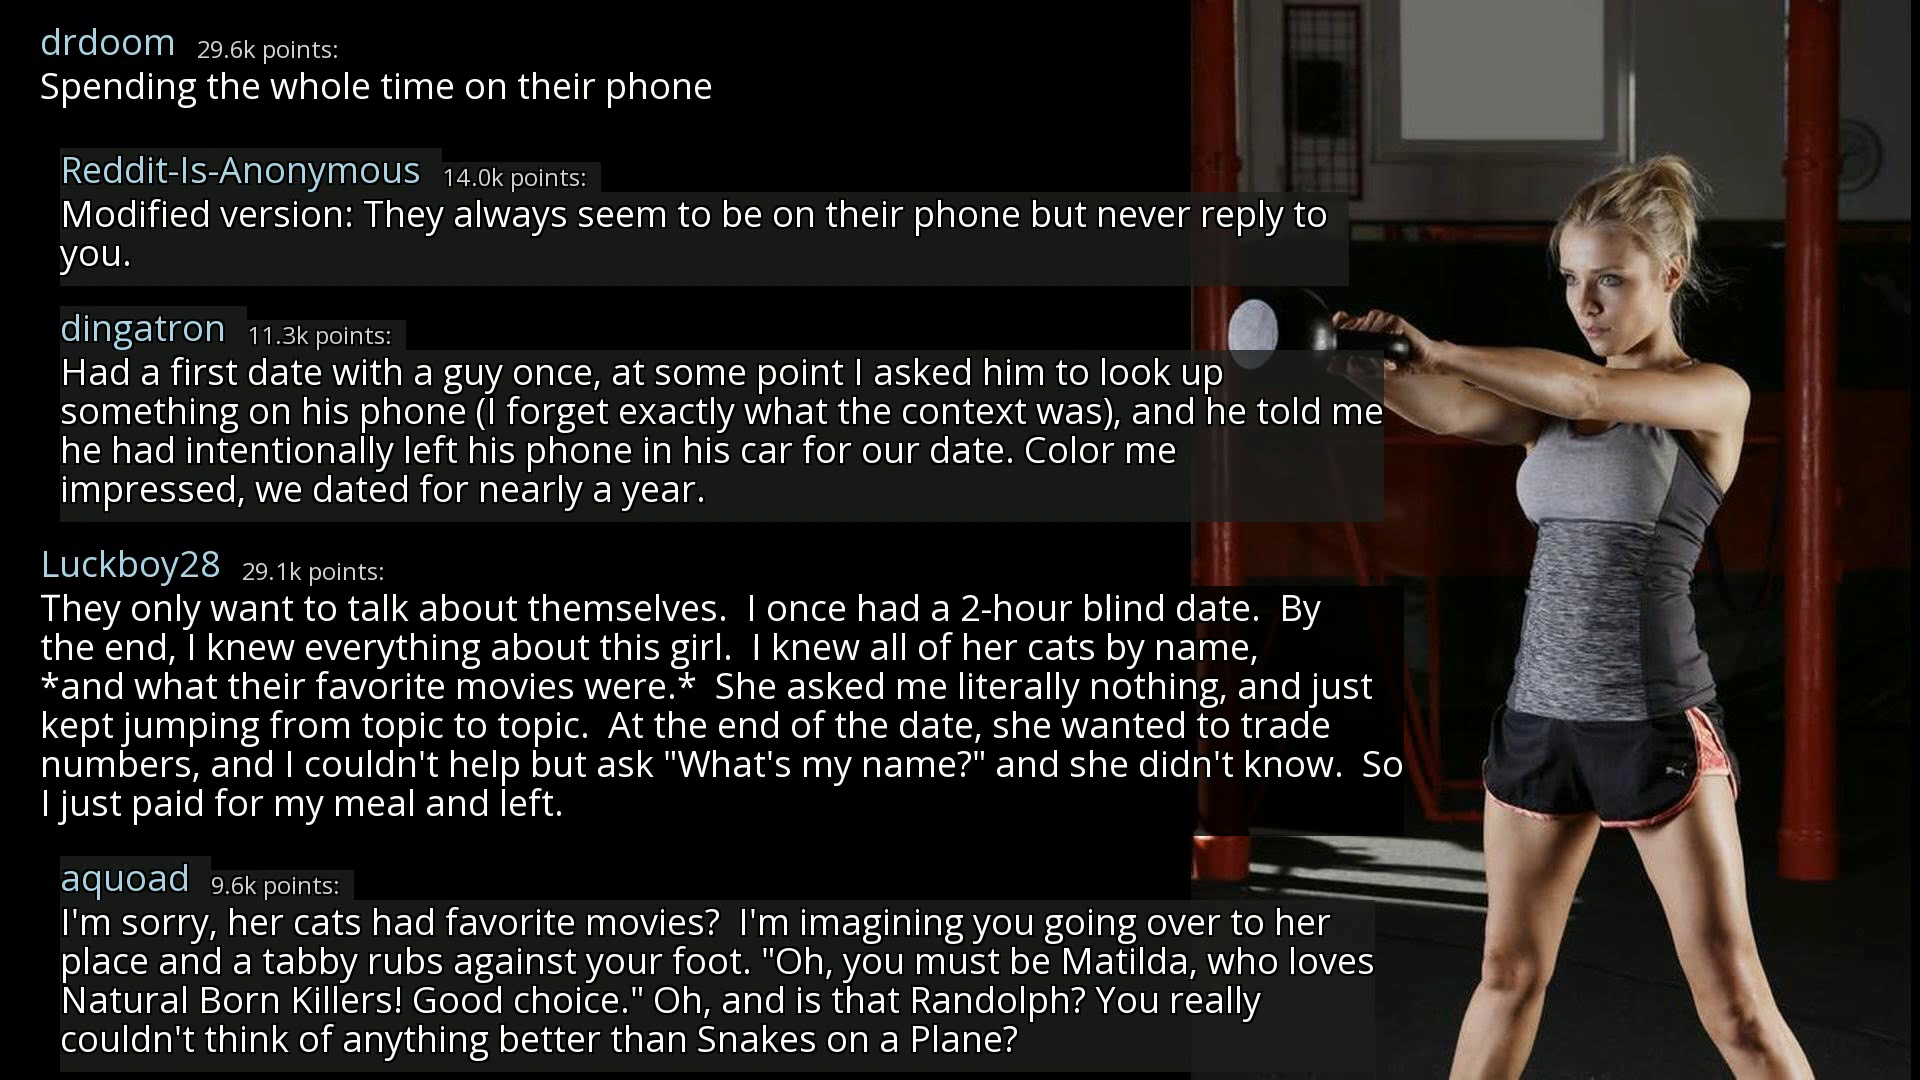 drdoom 29.6k points:
Spending the whole time on their phone
Reddit-Is-Anonymous 14.0k points:
Modified version: They always seem to be on their phone but never reply to
you.
dingatron 11.3k points:
Had a first date with a guy once, at some point I asked him to look up
something on his phone (I forget exactly what the context was), and he told me
he had intentionally left his phone in his car for our date. Color me
impressed, we dated for nearly a year.
Luckboy28 29.1k points:
They only want to talk about themselves.  I once had a 2-hour blind date.  By
the end, I knew everything about this girl.  I knew all of her cats by name,
*and what their favorite movies were.*  She asked me literally nothing, and just
kept jumping from topic to topic.  At the end of the date, she wanted to trade
numbers, and I couldn't help but ask "What's my name?" and she didn't know.  So
I just paid for my meal and left.
aquoad 9.6k points:
I'm sorry, her cats had favorite movies?  I'm imagining you going over to her
place and a tabby rubs against your foot. "Oh, you must be Matilda, who loves
Natural Born Killers! Good choice." Oh, and is that Randolph? You really
couldn't think of anything better than Snakes on a Plane?